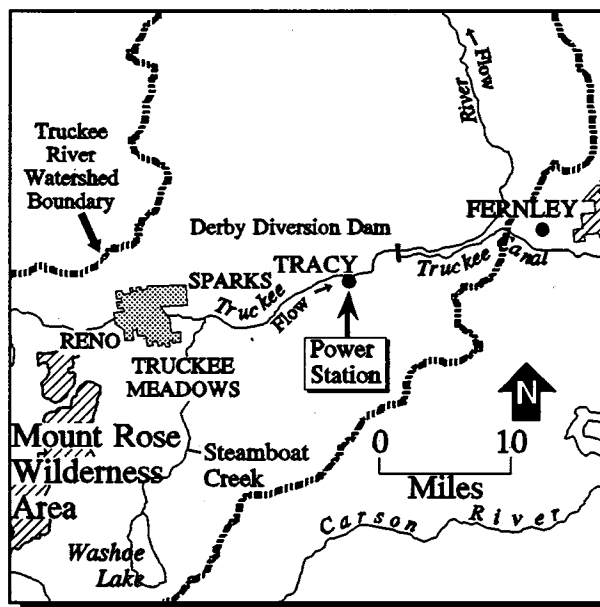 Flow
River
Truckee
River
Watershed
Boundary
FERNLEY
Derby Diversion Dam
Truckee Canal
SPARKS
TRACY
Truckee
Flow
RENO
TRUCKEE
MEADOWS
Power
Station
N
Mount Rose
Wilderness
Area
Steamboat
Creek
0 10
Miles
Carson River
Washoe
Lake